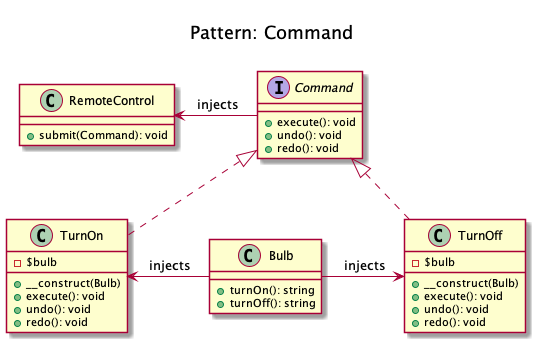 Pattern: Command
C RemoteControl
submit(Command): void
injects
I Command
execute(): void
undo(): void
redo(): void
C TurnOn
$bulb
__construct(Bulb)
execute(): void
undo(): void
redo(): void
injects
C Bulb
turnOn(): string
turnOff(): string
injects
C TurnOff
$bulb
__construct(Bulb)
execute(): void
undo(): void
redo(): void